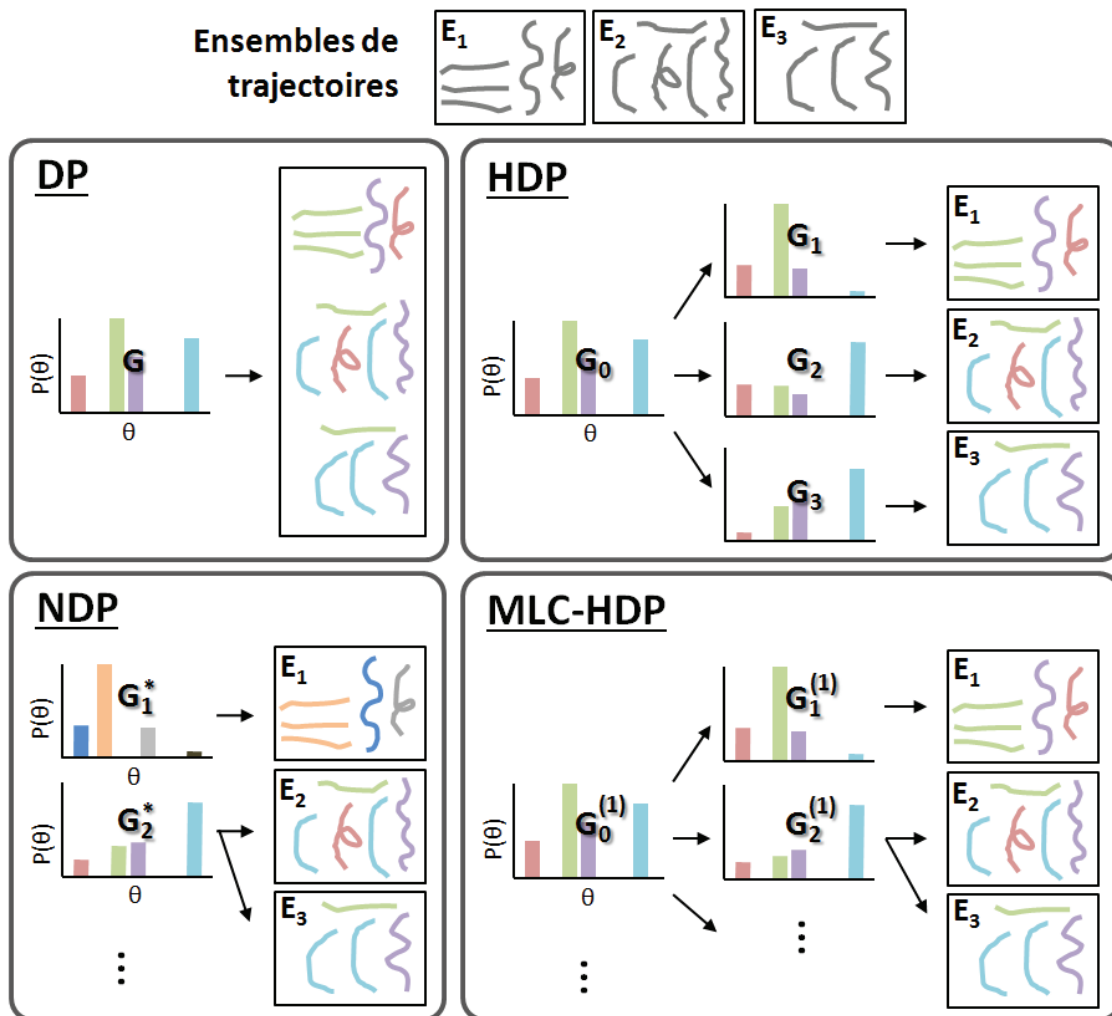 Ensembles de
trajectoires
E₁
E₂
E₃
DP
P(θ)
G
θ
HDP
P(θ)
G₀
θ
G₁
G₂
G₃
E₁
E₂
E₃
NDP
P(θ)
G₁*
θ
P(θ)
G₂*
θ
⋮
E₁
E₂
E₃
MLC-HDP
P(θ)
G₀⁽¹⁾
θ
⋮
G₁⁽¹⁾
G₂⁽¹⁾
⋮
E₁
E₂
E₃